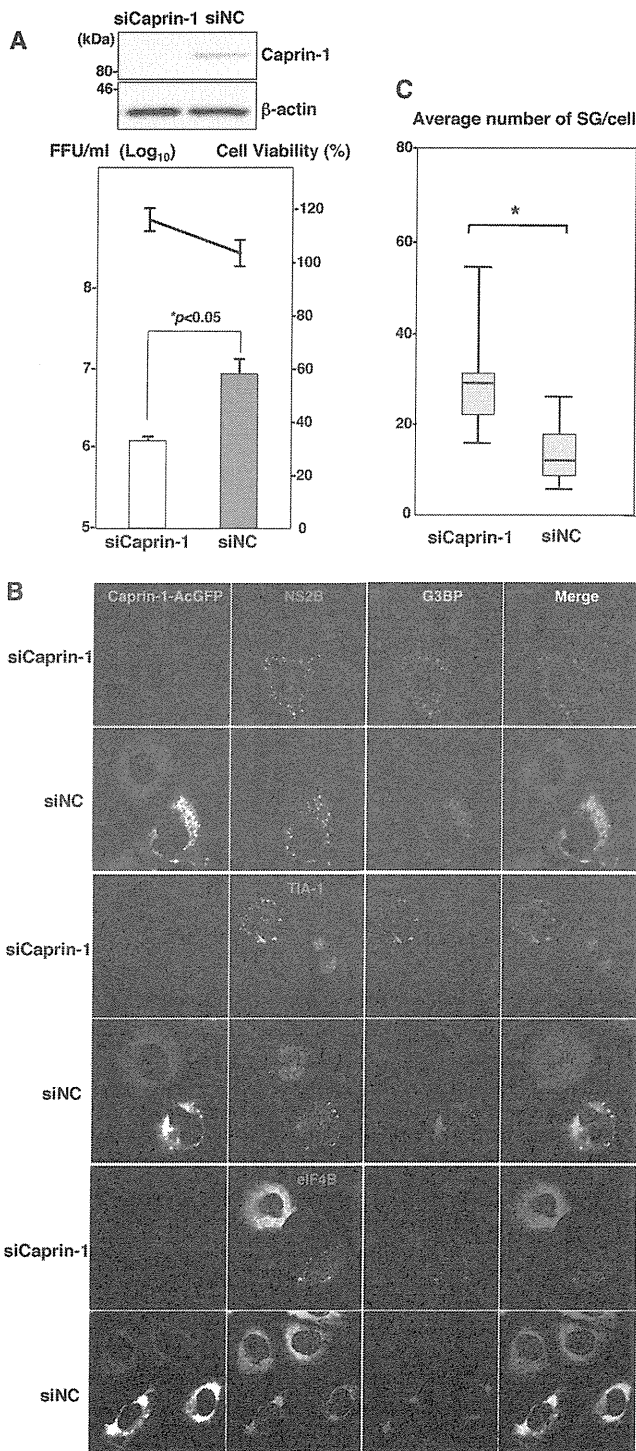 A
siCaprin-1 siNC
(kDa)
Caprin-1
80-
46-
β-actin
FFU/ml (Log10) Cell Viability (%)
8
7
6
5
120
100
80
60
40
20
0
*p<0.05
siCaprin-1 siNC
C
Average number of SG/cell
80
60
40
20
0
*
siCaprin-1 siNC
B
Caprin-1-AcGFP NS2B G3BP Merge
siCaprin-1
siNC
TIA-1
siCaprin-1
siNC
eIF4B
siCaprin-1
siNC